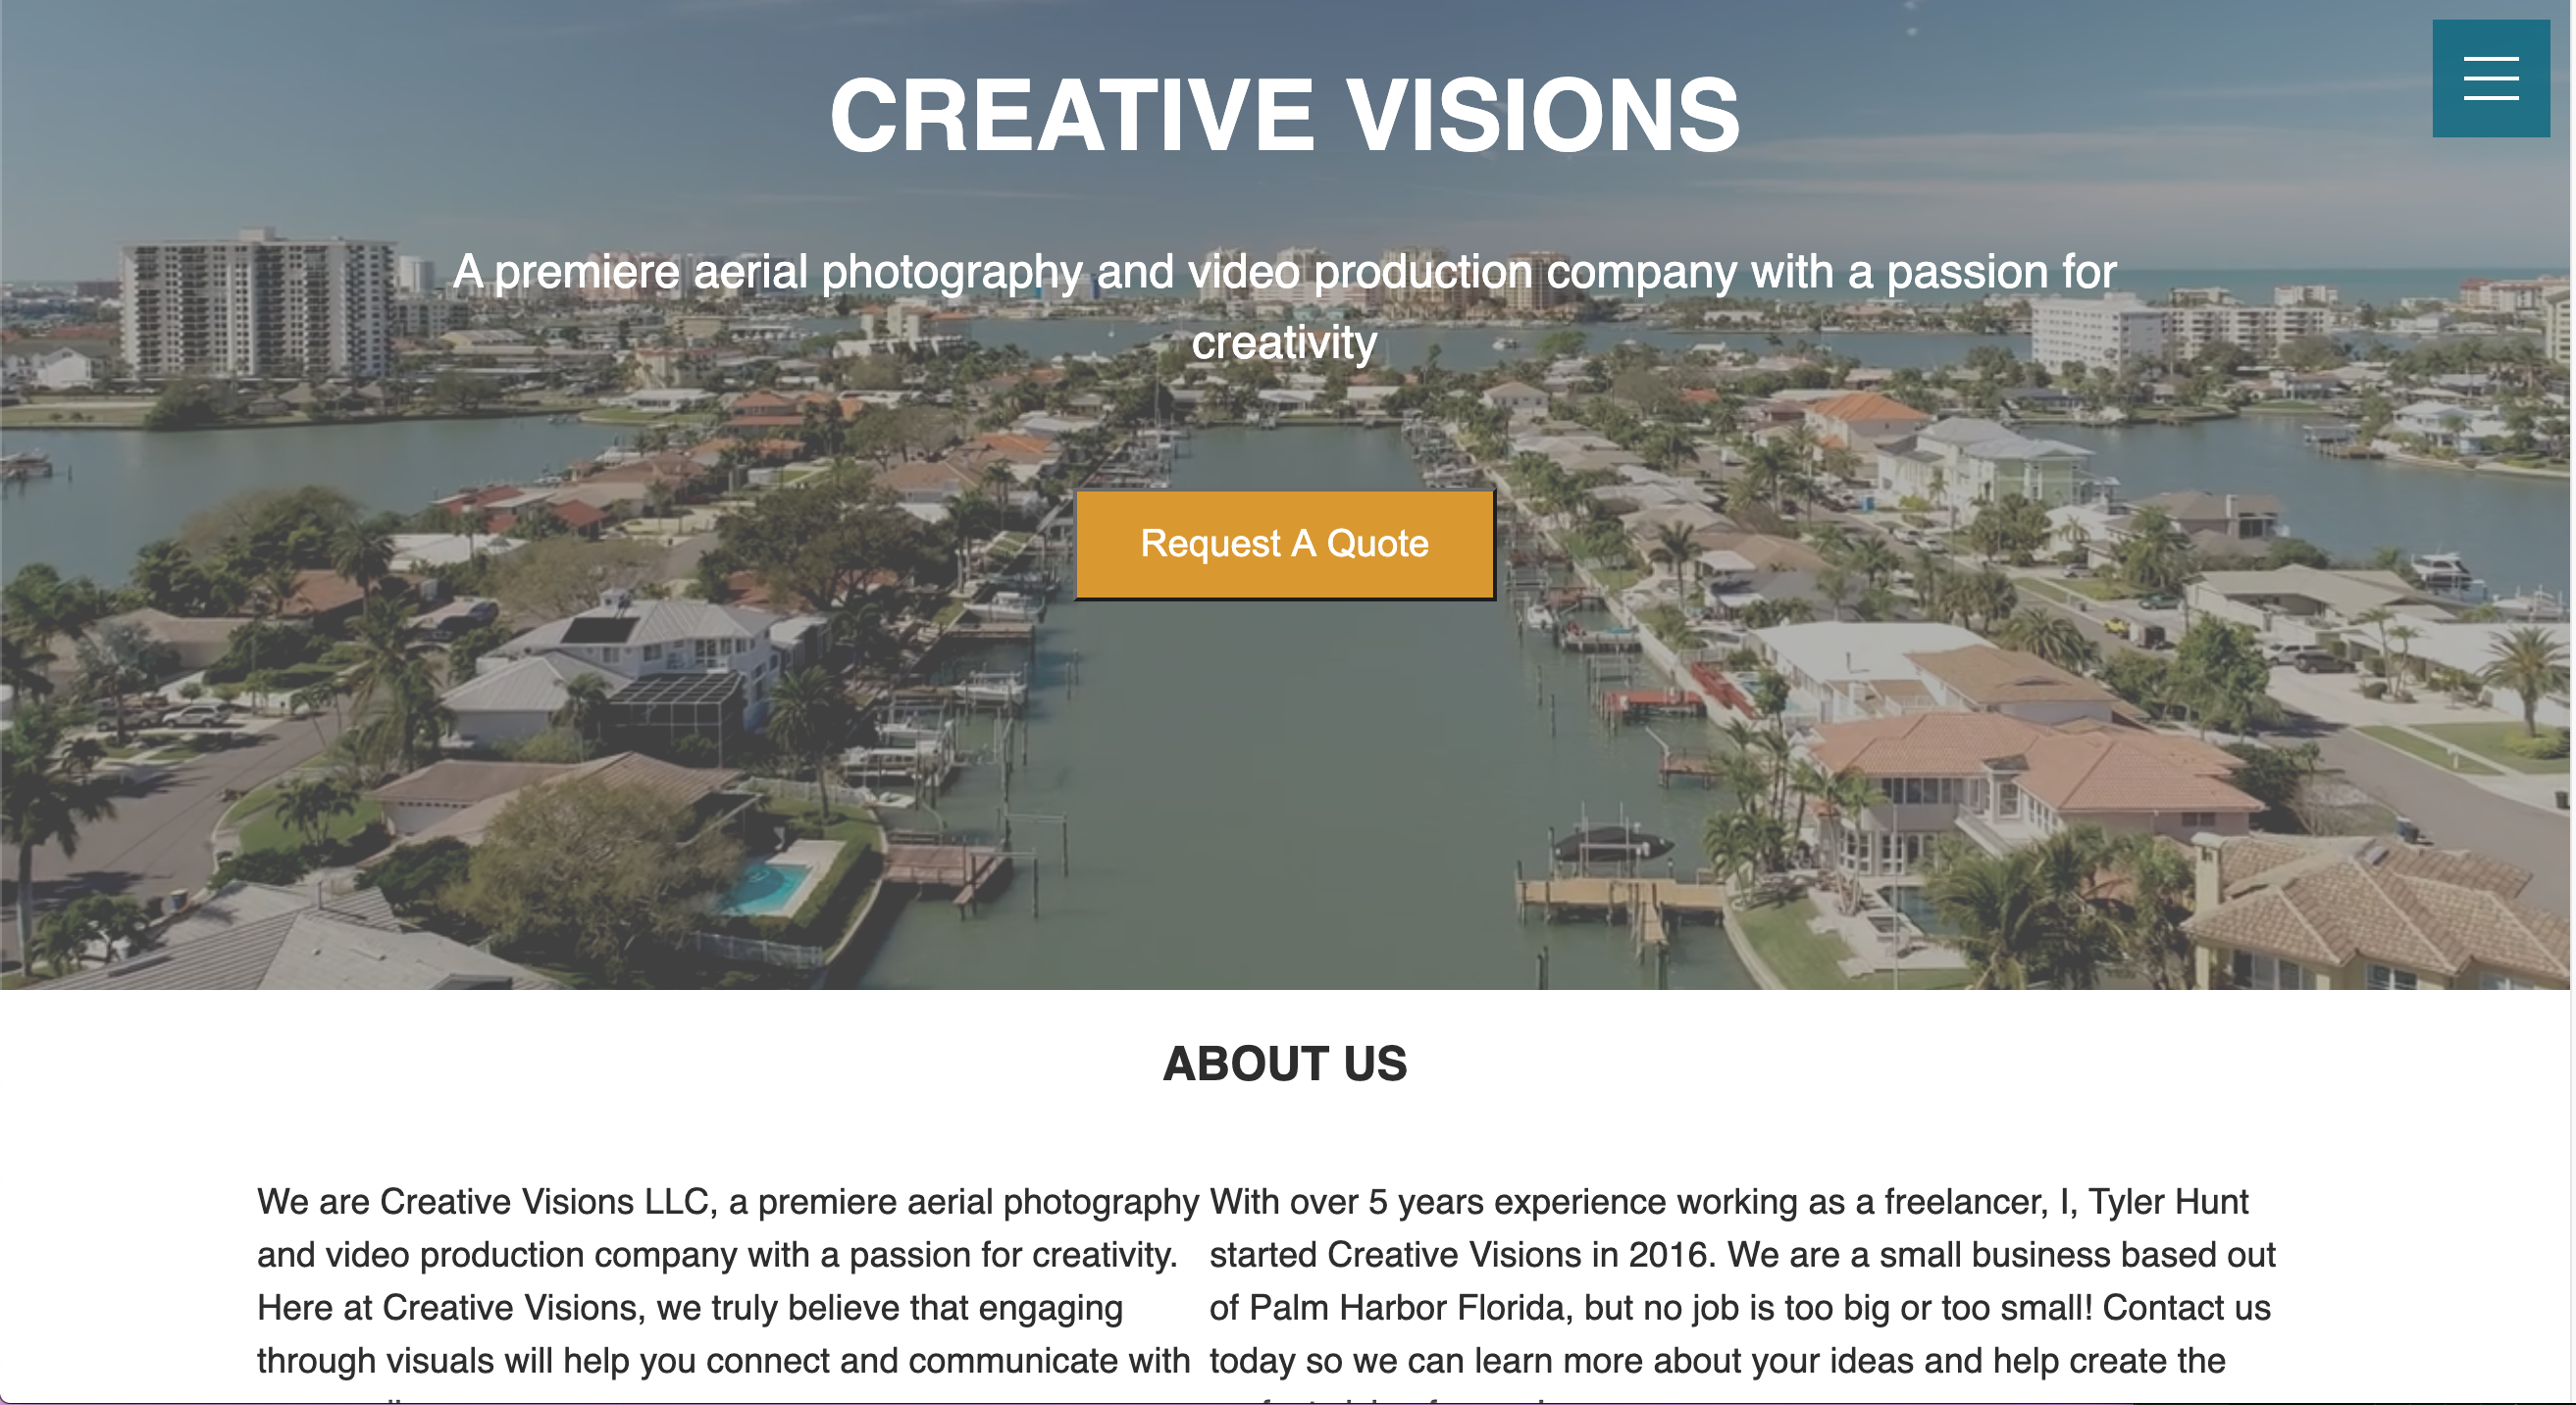 CREATIVE VISIONS
A premiere aerial photography and video production company with a passion for
creativity
Request A Quote
ABOUT US
We are Creative Visions LLC, a premiere aerial photography
and video production company with a passion for creativity.
Here at Creative Visions, we truly believe that engaging
through visuals will help you connect and communicate with
With over 5 years experience working as a freelancer, I, Tyler Hunt
started Creative Visions in 2016. We are a small business based out
of Palm Harbor Florida, but no job is too big or too small! Contact us
today so we can learn more about your ideas and help create the